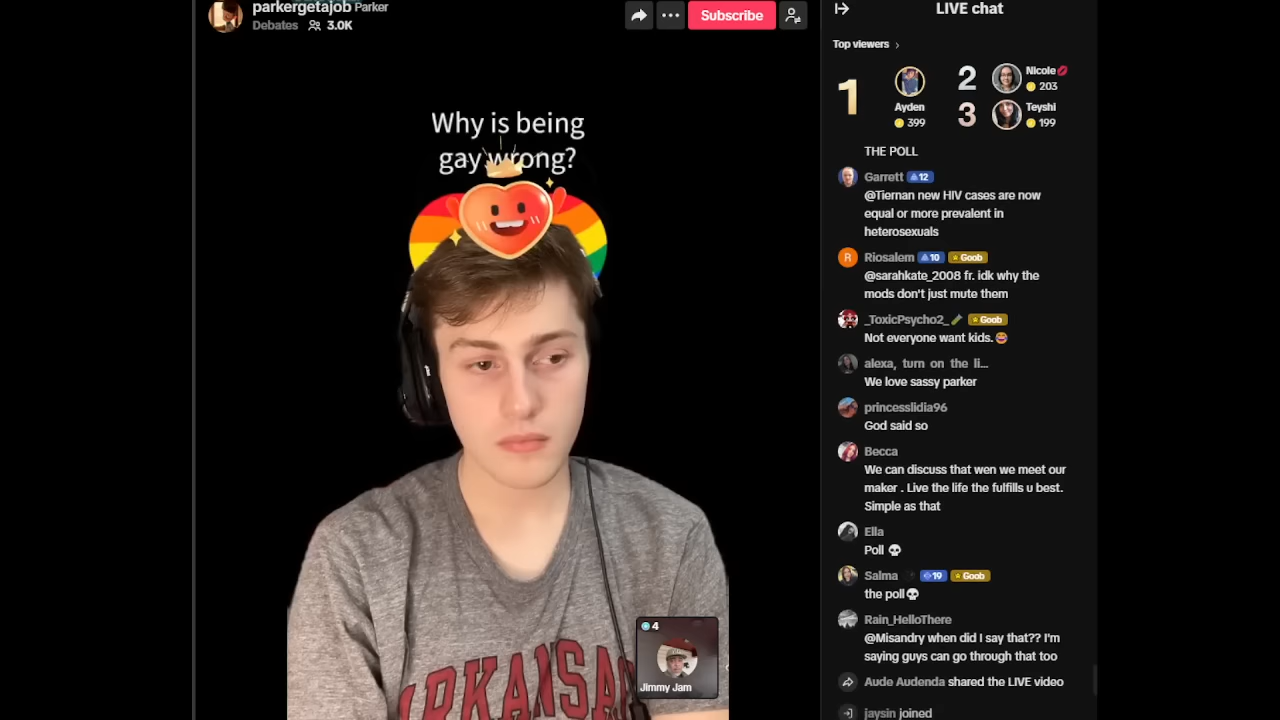 parkergetajob Parker
Debates 3.0K
Subscribe
LIVE chat
Top viewers
1
Ayden
399
2
Nicole💋
203
3
Teyshi
199
Why is being
gay wrong?
THE POLL
Garrett 12
@Tiernan new HIV cases are now
equal or more prevalent in
heterosexuals
Riosalem 10 Goob
@sarahkate_2008 fr. idk why the
mods don't just mute them
_ToxicPsycho2_ Goob
Not everyone want kids.😂
alexa, turn on the li...
We love sassy parker
princesslidia96
God said so
Becca
We can discuss that wen we meet our
maker . Live the life the fulfills u best.
Simple as that
Ella
Poll 💀
Salma 19 Goob
the poll💀
Rain_HelloThere
@Misandry when did I say that?? I'm
saying guys can go through that too
Aude Audenda shared the LIVE video
jaysin joined
4
Jimmy Jam
ARKANSAS